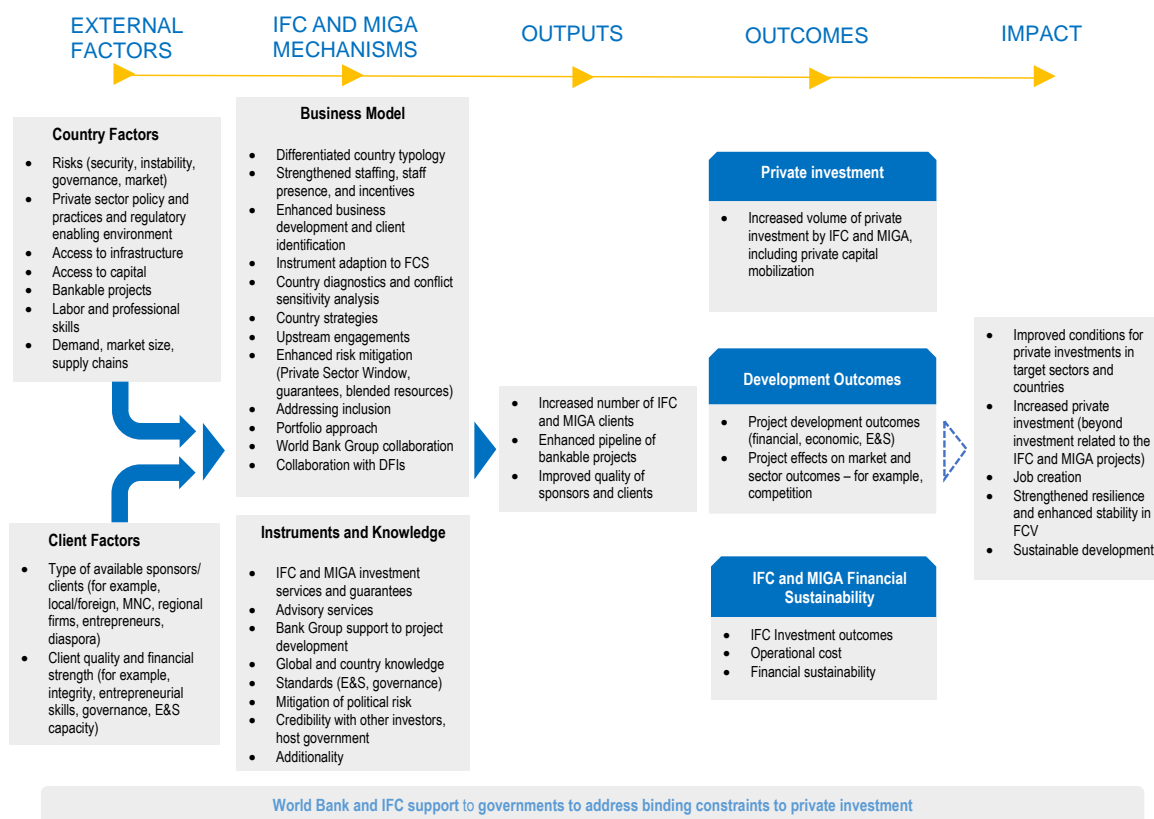 EXTERNAL
FACTORS
IFC AND MIGA
MECHANISMS
OUTPUTS
OUTCOMES
IMPACT
Country Factors
• Risks (security, instability,
governance, market)
• Private sector policy and
practices and regulatory
enabling environment
• Access to infrastructure
• Access to capital
• Bankable projects
• Labor and professional
skills
• Demand, market size,
supply chains
Client Factors
• Type of available sponsors/
clients (for example,
local/foreign, MNC, regional
firms, entrepreneurs,
diaspora)
• Client quality and financial
strength (for example,
integrity, entrepreneurial
skills, governance, E&S
capacity)
Business Model
• Differentiated country typology
• Strengthened staffing, staff
presence, and incentives
• Enhanced business
development and client
identification
• Instrument adaption to FCS
• Country diagnostics and conflict
sensitivity analysis
• Country strategies
• Upstream engagements
• Enhanced risk mitigation
(Private Sector Window,
guarantees, blended resources)
• Addressing inclusion
• Portfolio approach
• World Bank Group collaboration
• Collaboration with DFIs
Instruments and Knowledge
• IFC and MIGA investment
services and guarantees
• Advisory services
• Bank Group support to project
development
• Global and country knowledge
• Standards (E&S, governance)
• Mitigation of political risk
• Credibility with other investors,
host government
• Additionality
• Increased number of IFC
and MIGA clients
• Enhanced pipeline of
bankable projects
• Improved quality of
sponsors and clients
Private investment
• Increased volume of private
investment by IFC and MIGA,
including private capital
mobilization
Development Outcomes
• Project development outcomes
(financial, economic, E&S)
• Project effects on market and
sector outcomes – for example,
competition
IFC and MIGA Financial
Sustainability
• IFC Investment outcomes
• Operational cost
• Financial sustainability
• Improved conditions for
private investments in
target sectors and
countries
• Increased private
investment (beyond
investment related to the
IFC and MIGA projects)
• Job creation
• Strengthened resilience
and enhanced stability in
FCV
• Sustainable development
World Bank and IFC support to governments to address binding constraints to private investment